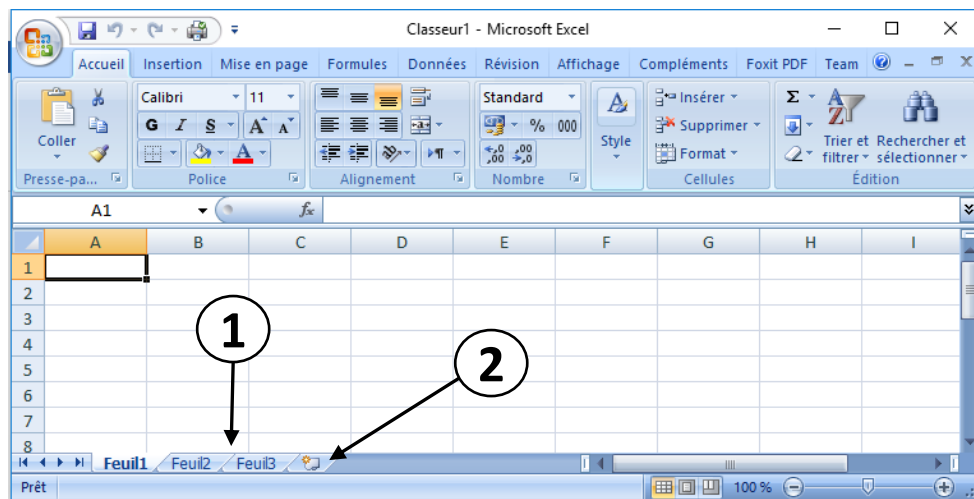 Classeur1 - Microsoft Excel
Accueil Insertion Mise en page Formules Données Révision Affichage Compléments Foxit PDF Team
Calibri 11 Standard Insérer Σ
Coller G I S A A % 000 Style Supprimer Trier et filtrer Rechercher et sélectionner
A ,00 ,00 Format
Presse-pa... Police Alignement Nombre Cellules Édition
A1 fx
A B C D E F G H I
1
2
3
4
5
6
7
8
1
2
Feuil1 Feuil2 Feuil3
Prêt 100 %